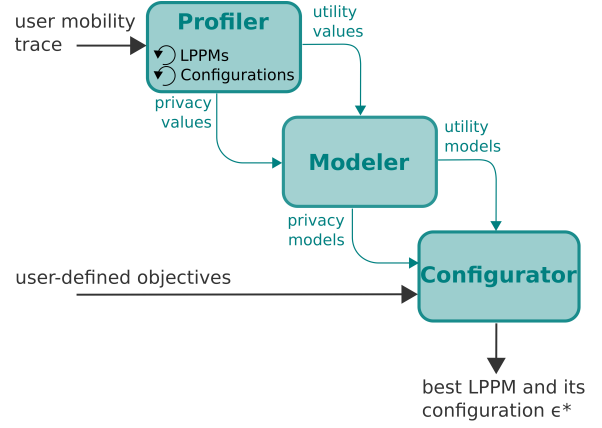 user mobility
trace
Profiler
LPPMs
Configurations
utility
values
privacy
values
Modeler
utility
models
privacy
models
user-defined objectives
Configurator
best LPPM and its
configuration ϵ*